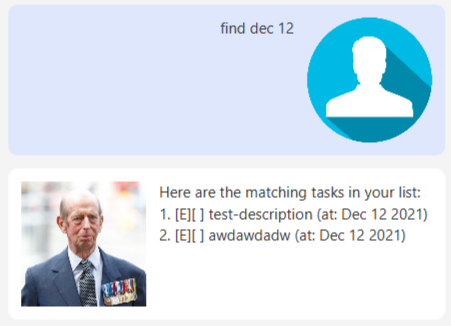 find dec 12
Here are the matching tasks in your list:
1. [E][ ] test-description (at: Dec 12 2021)
2. [E][ ] awdawdadw (at: Dec 12 2021)